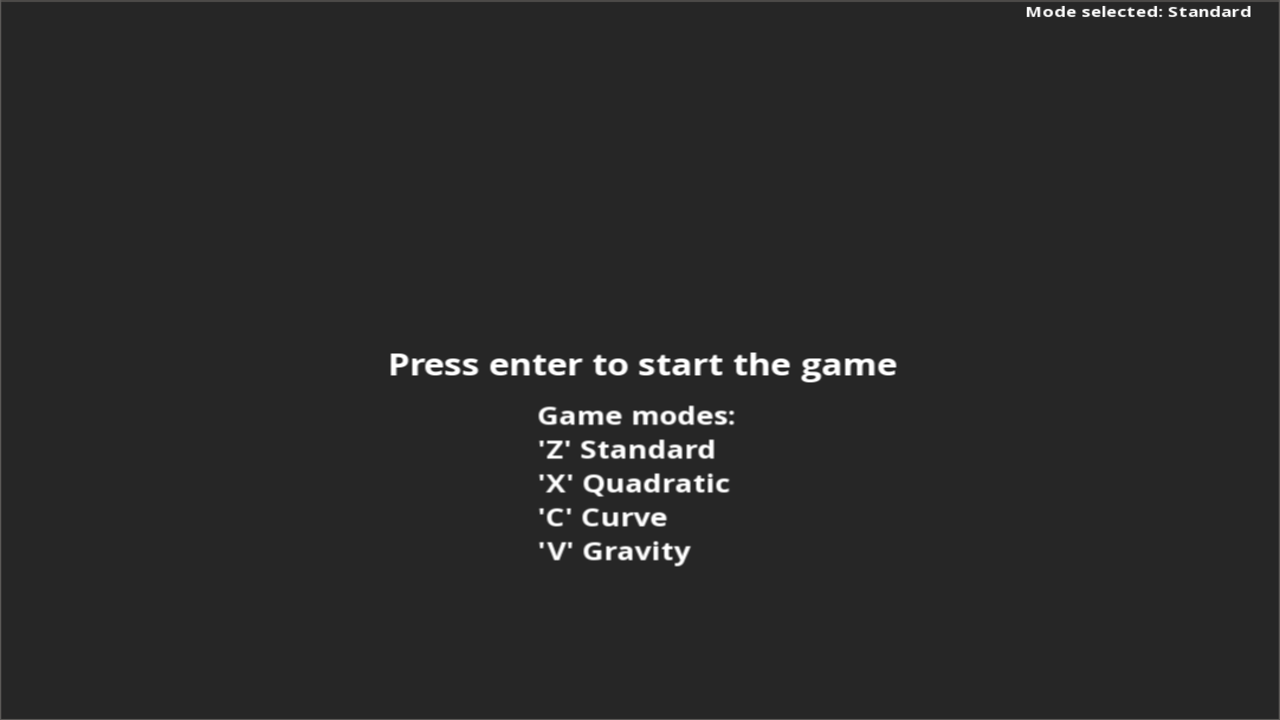 Mode selected: Standard
Press enter to start the game
Game modes:
'Z' Standard
'X' Quadratic
'C' Curve
'V' Gravity